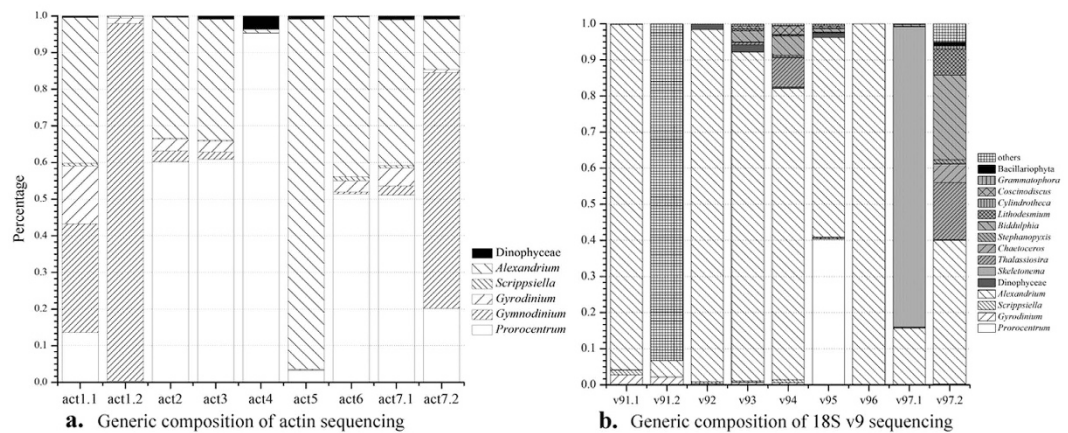 Percentage
1.0
0.9
0.8
0.7
0.6
0.5
0.4
0.3
0.2
0.1
0.0
Dinophyceae
Alexandrium
Scrippsiella
Gyrodinium
Gymnodinium
Prorocentrum
act1.1 act1.2 act2 act3 act4 act5 act6 act7.1 act7.2
a. Generic composition of actin sequencing
1.0
0.9
0.8
0.7
0.6
0.5
0.4
0.3
0.2
0.1
0.0
others
Bacillariophyta
Grammatophora
Coscinodiscus
Cylindrotheca
Lithodesmium
Biddulphia
Stephanopyxis
Chaetoceros
Thalassiosira
Skeletonema
Dinophyceae
Alexandrium
Scrippsiella
Gyrodinium
Prorocentrum
v91.1 v91.2 v92 v93 v94 v95 v96 v97.1 v97.2
b. Generic composition of 18S v9 sequencing